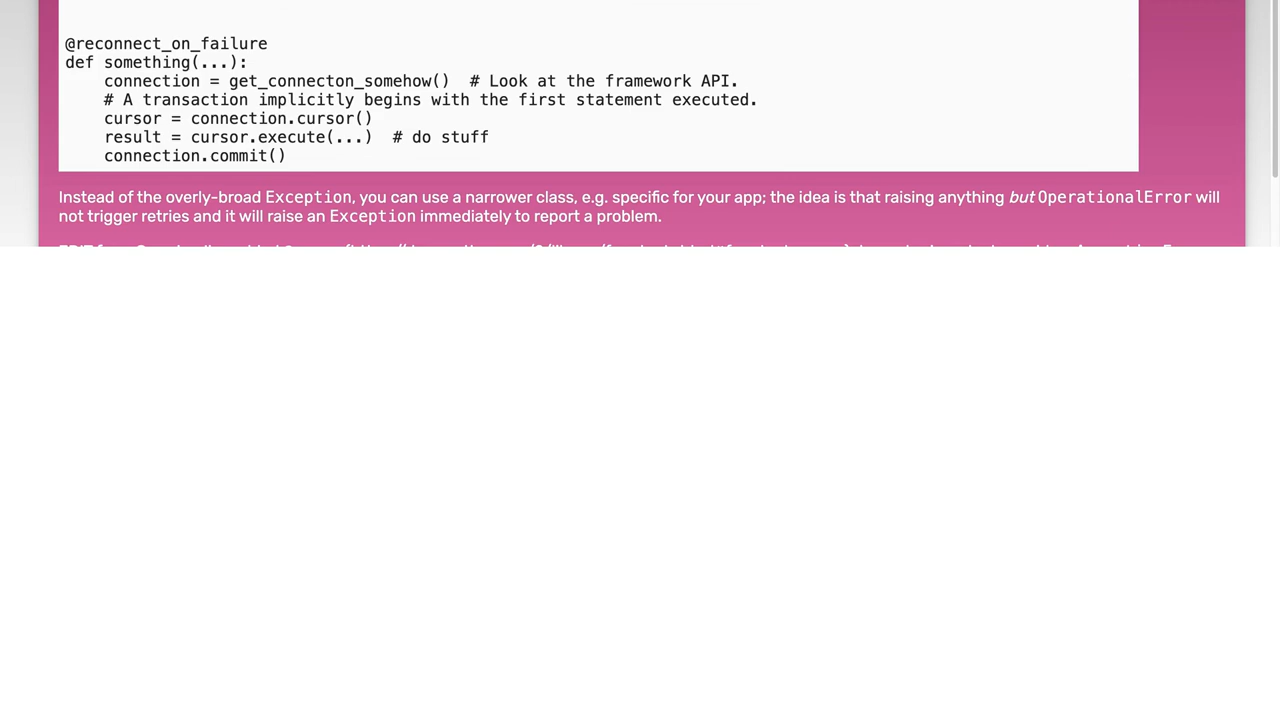 @reconnect_on_failure
def something(...):
    connection = get_connecton_somehow()  # Look at the framework API.
    # A transaction implicitly begins with the first statement executed.
    cursor = connection.cursor()
    result = cursor.execute(...)  # do stuff
    connection.commit()
Instead of the overly-broad Exception, you can use a narrower class, e.g. specific for your app; the idea is that raising anything but OperationalError will
not trigger retries and it will raise an Exception immediately to report a problem.